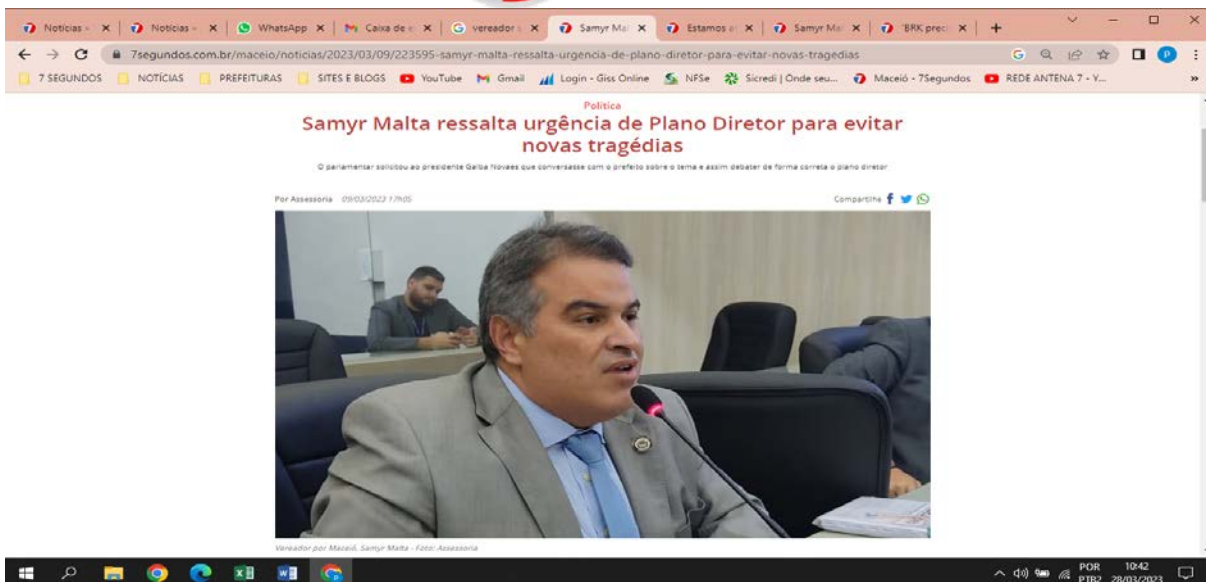 Notícias -
Notícias -
WhatsApp
Caixa de e
vereador s
Samyr Mal
Estamos at
Samyr Mal
'BRK preci
7segundos.com.br/maceio/noticias/2023/03/09/223595-samyr-malta-ressalta-urgencia-de-plano-diretor-para-evitar-novas-tragedias
7 SEGUNDOS
NOTÍCIAS
PREFEITURAS
SITES E BLOGS
YouTube
Gmail
Login - Giss Online
NFSe
Sicredi | Onde seu...
Maceió - 7Segundos
REDE ANTENA 7 - Y...
Política
Samyr Malta ressalta urgência de Plano Diretor para evitar
novas tragédias
O parlamentar solicitou ao presidente Galba Novaes que conversasse com o prefeito sobre o tema e assim debater de forma correta o plano diretor
Por Assessoria 09/03/2023 17h05
Compartilhe
Vereador por Maceió, Samyr Malta - Foto: Assessoria
POR
PTB2
10:42
28/03/2023